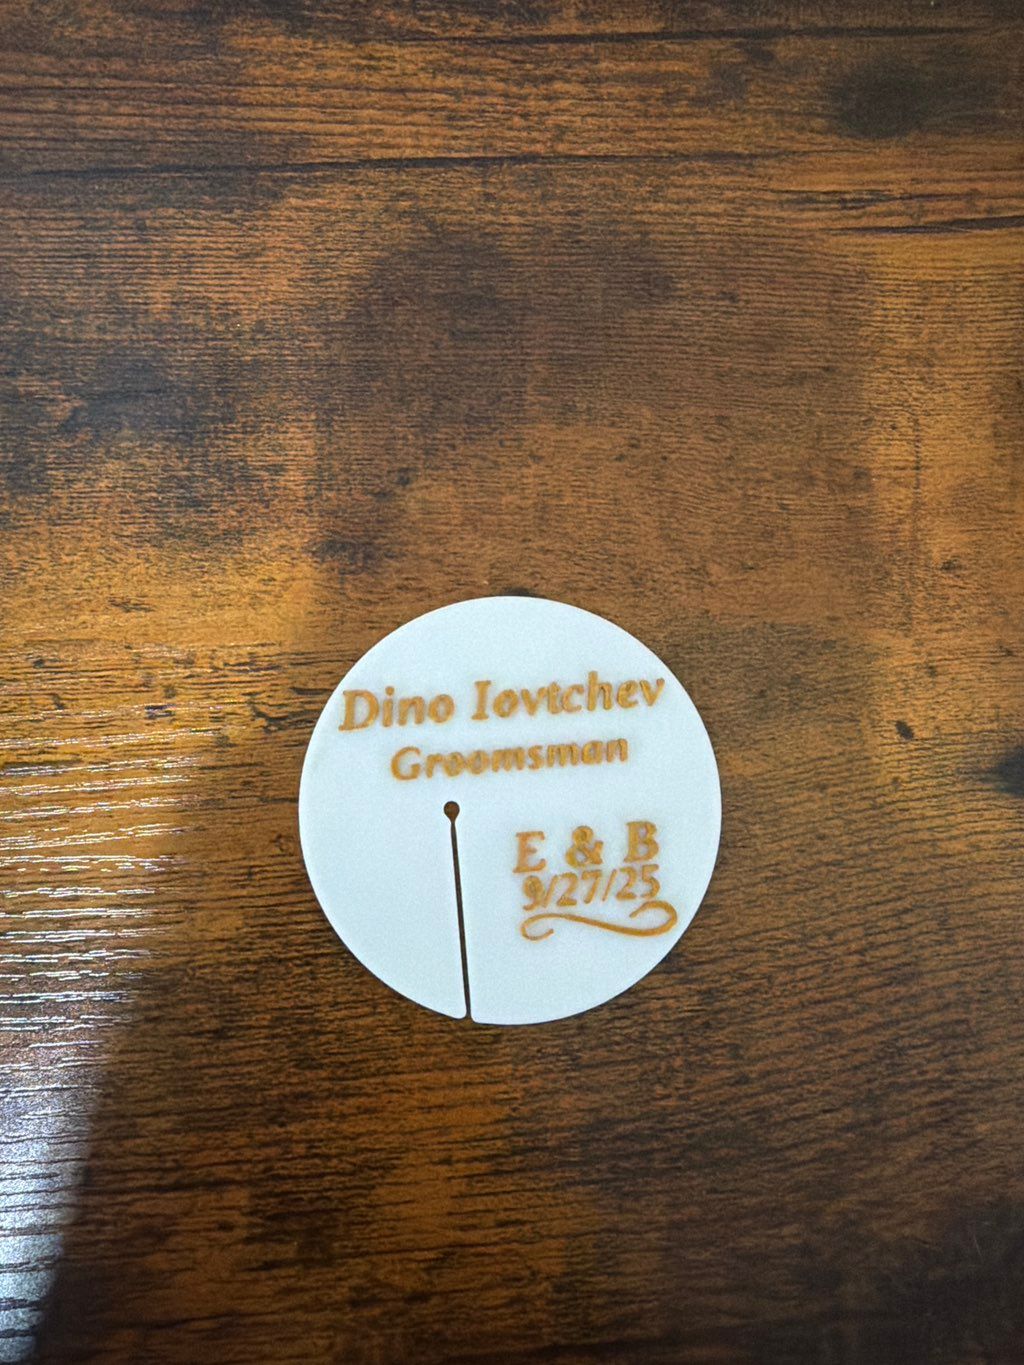 Dino Iovtchev
Groomsman
E & B
9/27/25